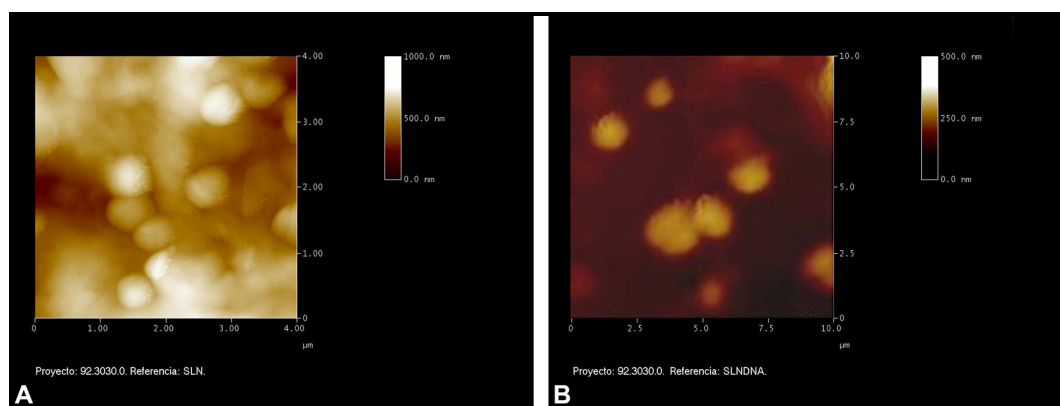 1000.0 nm
500.0 nm
0.0 nm
4.00
3.00
2.00
1.00
0
0 1.00 2.00 3.00 4.00
µm
Proyecto: 92.3030.0. Referencia: SLN.
A
500.0 nm
250.0 nm
0.0 nm
10.0
7.5
5.0
2.5
0
0 2.5 5.0 7.5 10.0
µm
Proyecto: 92.3030.0. Referencia: SLNDNA.
B